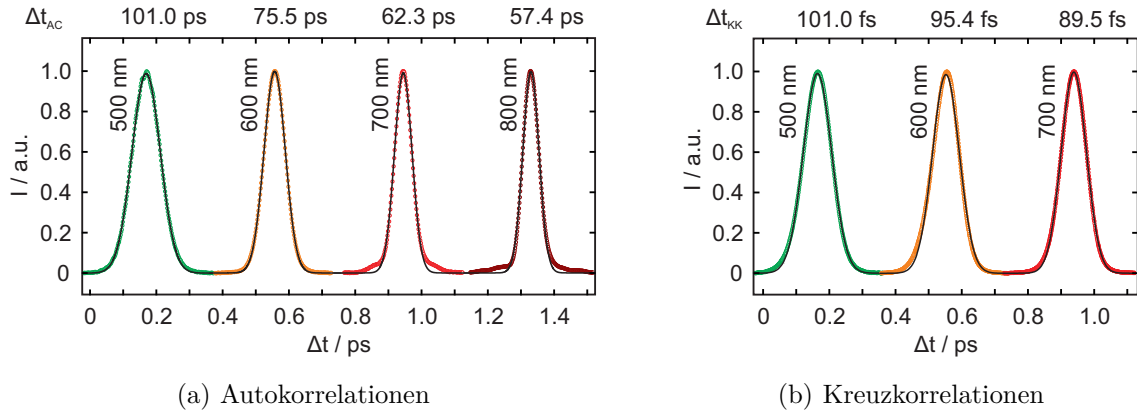 Δt_AC 101.0 ps 75.5 ps 62.3 ps 57.4 ps
I / a.u.
1.0
0.8
0.6
0.4
0.2
0
500 nm
600 nm
700 nm
800 nm
0 0.2 0.4 0.6 0.8 1.0 1.2 1.4
Δt / ps
(a) Autokorrelationen
Δt_KK 101.0 fs 95.4 fs 89.5 fs
I / a.u.
1.0
0.8
0.6
0.4
0.2
0
500 nm
600 nm
700 nm
0 0.2 0.4 0.6 0.8 1.0
Δt / ps
(b) Kreuzkorrelationen